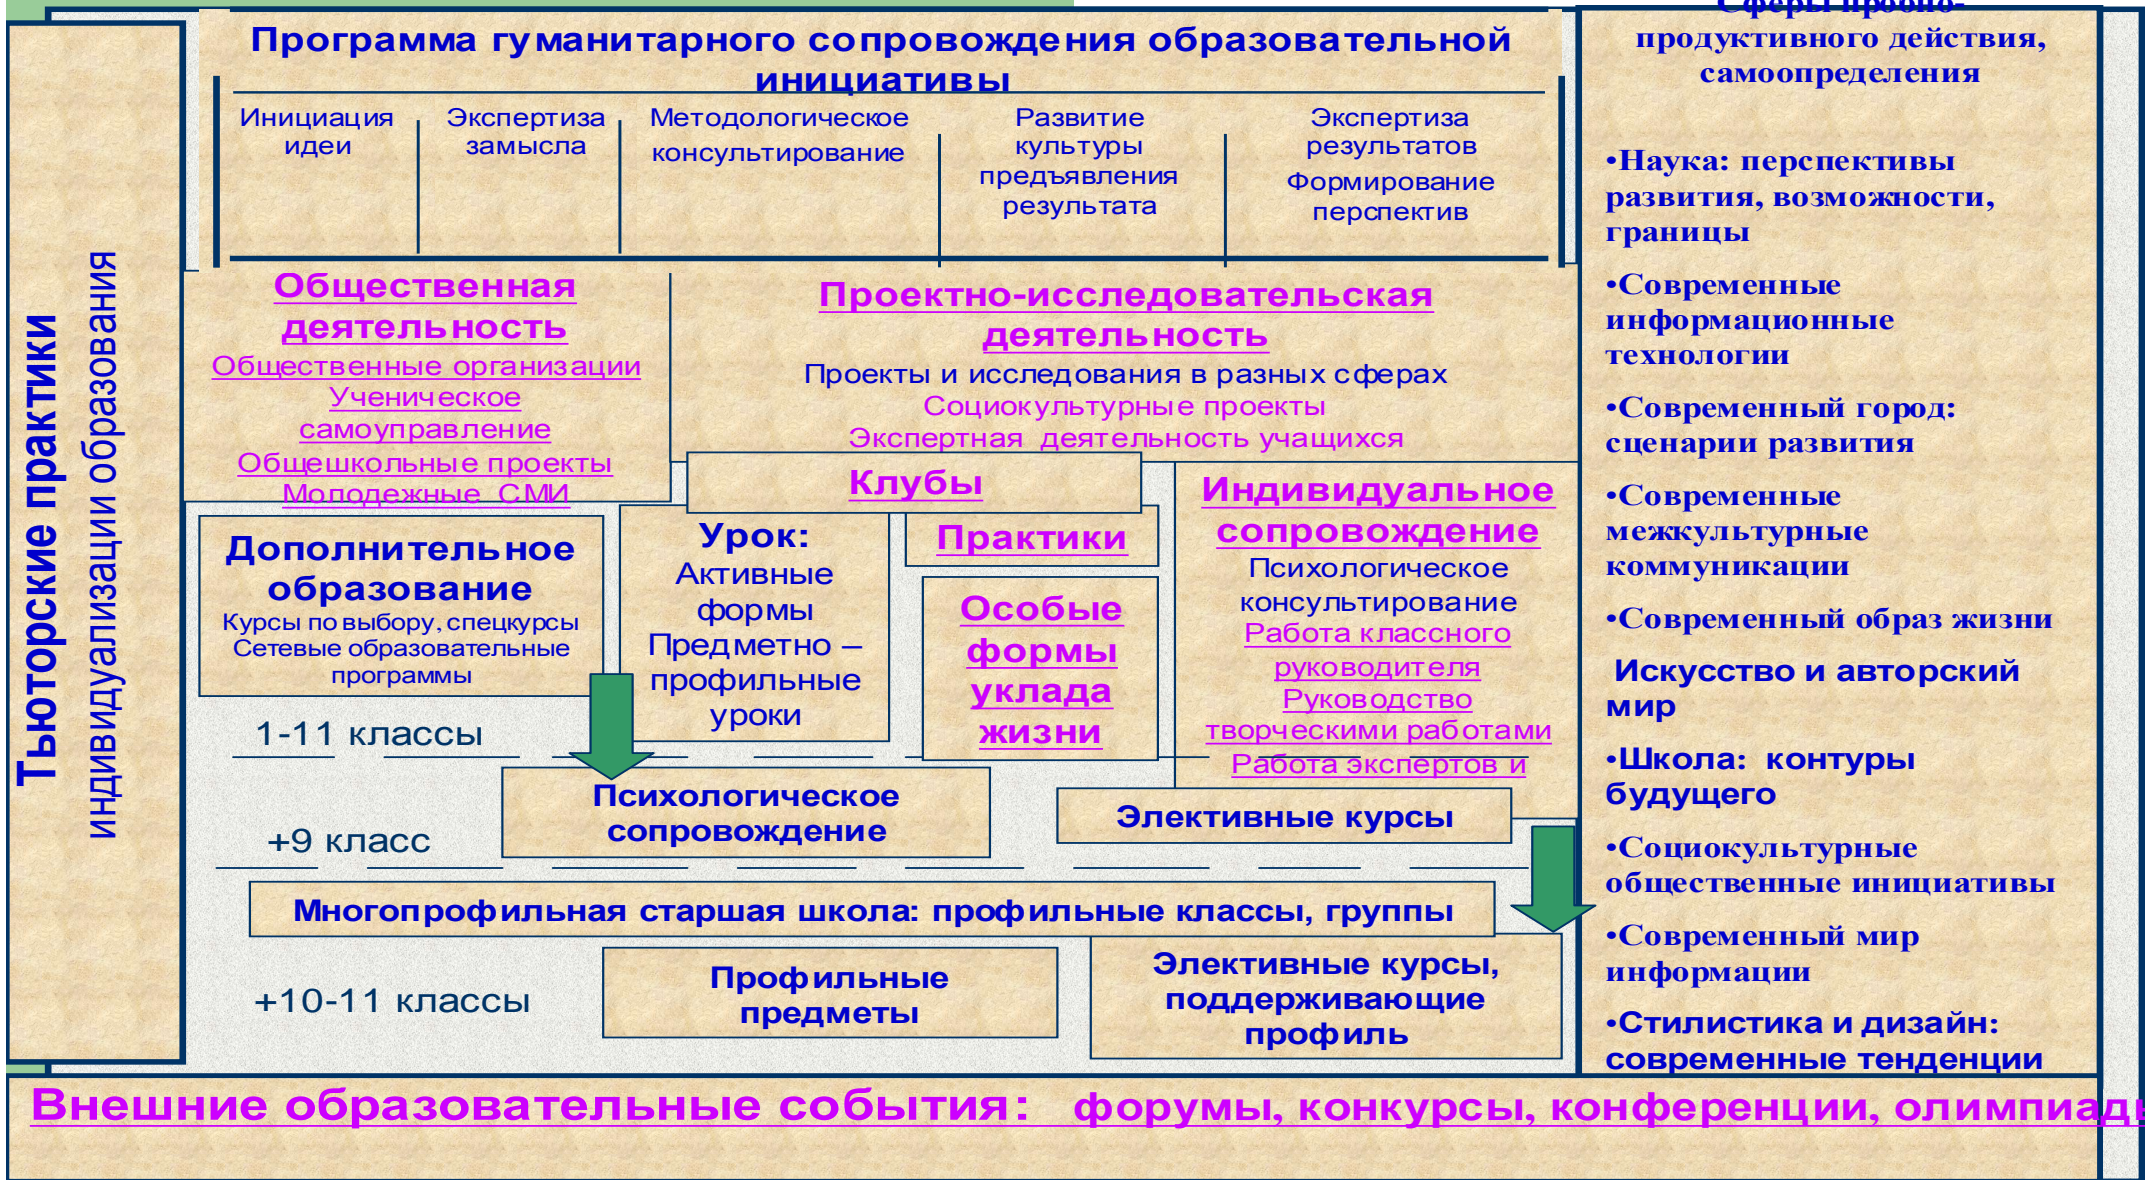 Тьюторские практики
индивидуализации образования
Программа гуманитарного сопровождения образовательной
инициативы
Инициация
идеи
Экспертиза
замысла
Методологическое
консультирование
Развитие
культуры
предъявления
результата
Экспертиза
результатов
Формирование
перспектив
Общественная
деятельность
Общественные организации
Ученическое
самоуправление
Общешкольные проекты
Молодежные СМИ
Проектно-исследовательская
деятельность
Проекты и исследования в разных сферах
Социокультурные проекты
Экспертная деятельность учащихся
Клубы
Дополнительное
образование
Курсы по выбору, спецкурсы
Сетевые образовательные
программы
Урок:
Активные
формы
Предметно –
профильные
уроки
Практики
Особые
формы
уклада
жизни
Индивидуальное
сопровождение
Психологическое
консультирование
Работа классного
руководителя
Руководство
творческими работами
Работа экспертов и
1-11 классы
Психологическое
сопровождение
Элективные курсы
+9 класс
Многопрофильная старшая школа: профильные классы, группы
+10-11 классы
Профильные
предметы
Элективные курсы,
поддерживающие
профиль
Сферы пробно-
продуктивного действия,
самоопределения
•Наука: перспективы
развития, возможности,
границы
•Современные
информационные
технологии
•Современный город:
сценарии развития
•Современные
межкультурные
коммуникации
•Современный образ жизни
Искусство и авторский
мир
•Школа: контуры
будущего
•Социокультурные
общественные инициативы
•Современный мир
информации
•Стилистика и дизайн:
современные тенденции
Внешние образовательные события: форумы, конкурсы, конференции, олимпиады